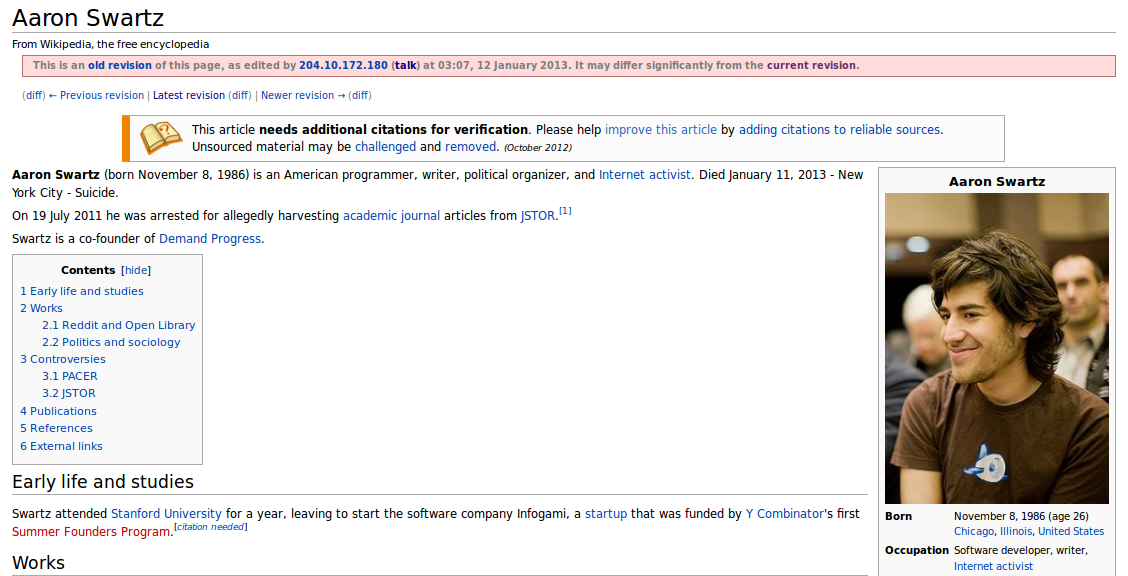 Aaron Swartz
From Wikipedia, the free encyclopedia
This is an old revision of this page, as edited by 204.10.172.180 (talk) at 03:07, 12 January 2013. It may differ significantly from the current revision.
(diff) ← Previous revision | Latest revision (diff) | Newer revision → (diff)
This article needs additional citations for verification. Please help improve this article by adding citations to reliable sources.
Unsourced material may be challenged and removed. (October 2012)
Aaron Swartz (born November 8, 1986) is an American programmer, writer, political organizer, and Internet activist. Died January 11, 2013 - New
York City - Suicide.
On 19 July 2011 he was arrested for allegedly harvesting academic journal articles from JSTOR.[1]
Swartz is a co-founder of Demand Progress.
Contents [hide]
1 Early life and studies
2 Works
2.1 Reddit and Open Library
2.2 Politics and sociology
3 Controversies
3.1 PACER
3.2 JSTOR
4 Publications
5 References
6 External links
Early life and studies
Swartz attended Stanford University for a year, leaving to start the software company Infogami, a startup that was funded by Y Combinator's first
Summer Founders Program.[citation needed]
Works
Aaron Swartz
Born November 8, 1986 (age 26)
Chicago, Illinois, United States
Occupation Software developer, writer,
Internet activist